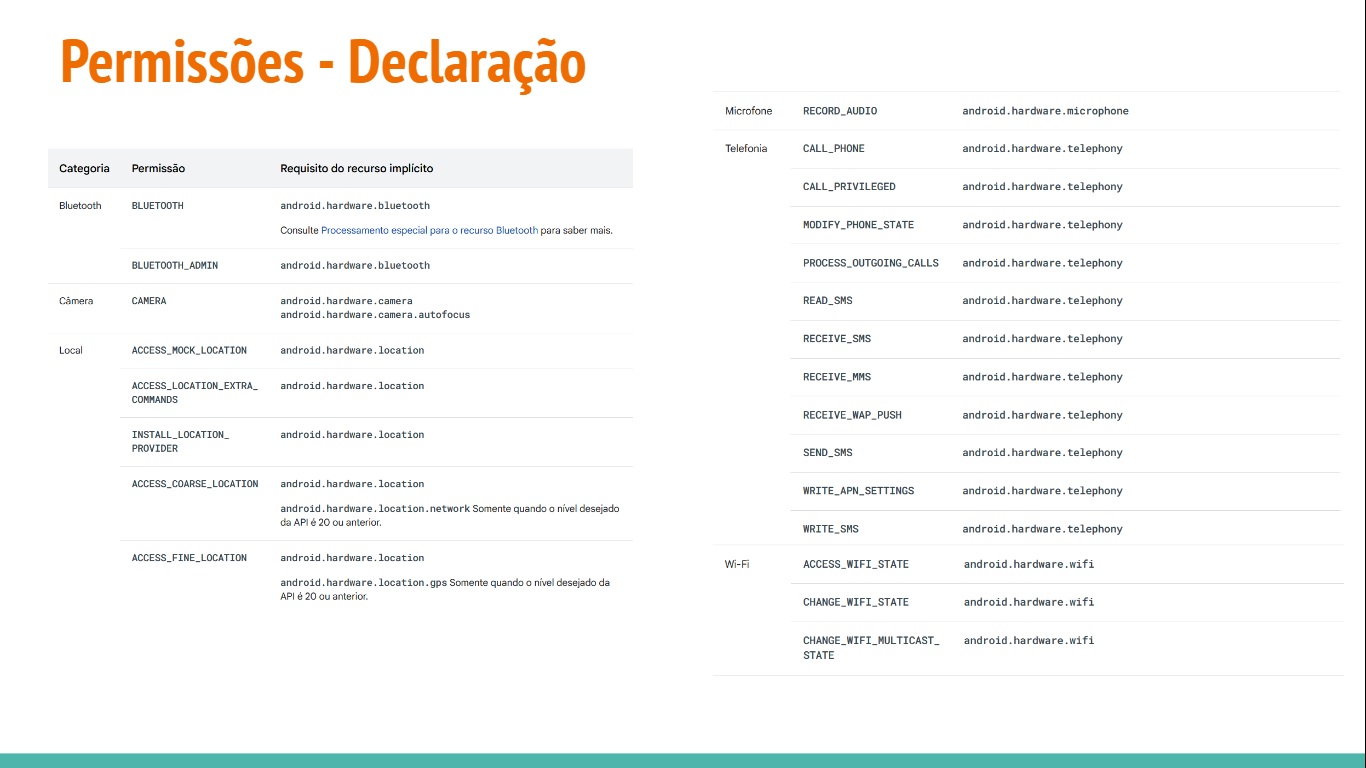 Permissões - Declaração
Categoria Permissão Requisito do recurso implícito
Bluetooth BLUETOOTH android.hardware.bluetooth
Consulte Processamento especial para o recurso Bluetooth para saber mais.
BLUETOOTH_ADMIN android.hardware.bluetooth
Câmera CAMERA android.hardware.camera
android.hardware.camera.autofocus
Local ACCESS_MOCK_LOCATION android.hardware.location
ACCESS_LOCATION_EXTRA_ android.hardware.location
COMMANDS
INSTALL_LOCATION_ android.hardware.location
PROVIDER
ACCESS_COARSE_LOCATION android.hardware.location
android.hardware.location.network Somente quando o nível desejado
da API é 20 ou anterior.
ACCESS_FINE_LOCATION android.hardware.location
android.hardware.location.gps Somente quando o nível desejado da
API é 20 ou anterior.
Microfone RECORD_AUDIO android.hardware.microphone
Telefonia CALL_PHONE android.hardware.telephony
CALL_PRIVILEGED android.hardware.telephony
MODIFY_PHONE_STATE android.hardware.telephony
PROCESS_OUTGOING_CALLS android.hardware.telephony
READ_SMS android.hardware.telephony
RECEIVE_SMS android.hardware.telephony
RECEIVE_MMS android.hardware.telephony
RECEIVE_WAP_PUSH android.hardware.telephony
SEND_SMS android.hardware.telephony
WRITE_APN_SETTINGS android.hardware.telephony
WRITE_SMS android.hardware.telephony
Wi-Fi ACCESS_WIFI_STATE android.hardware.wifi
CHANGE_WIFI_STATE android.hardware.wifi
CHANGE_WIFI_MULTICAST_ android.hardware.wifi
STATE